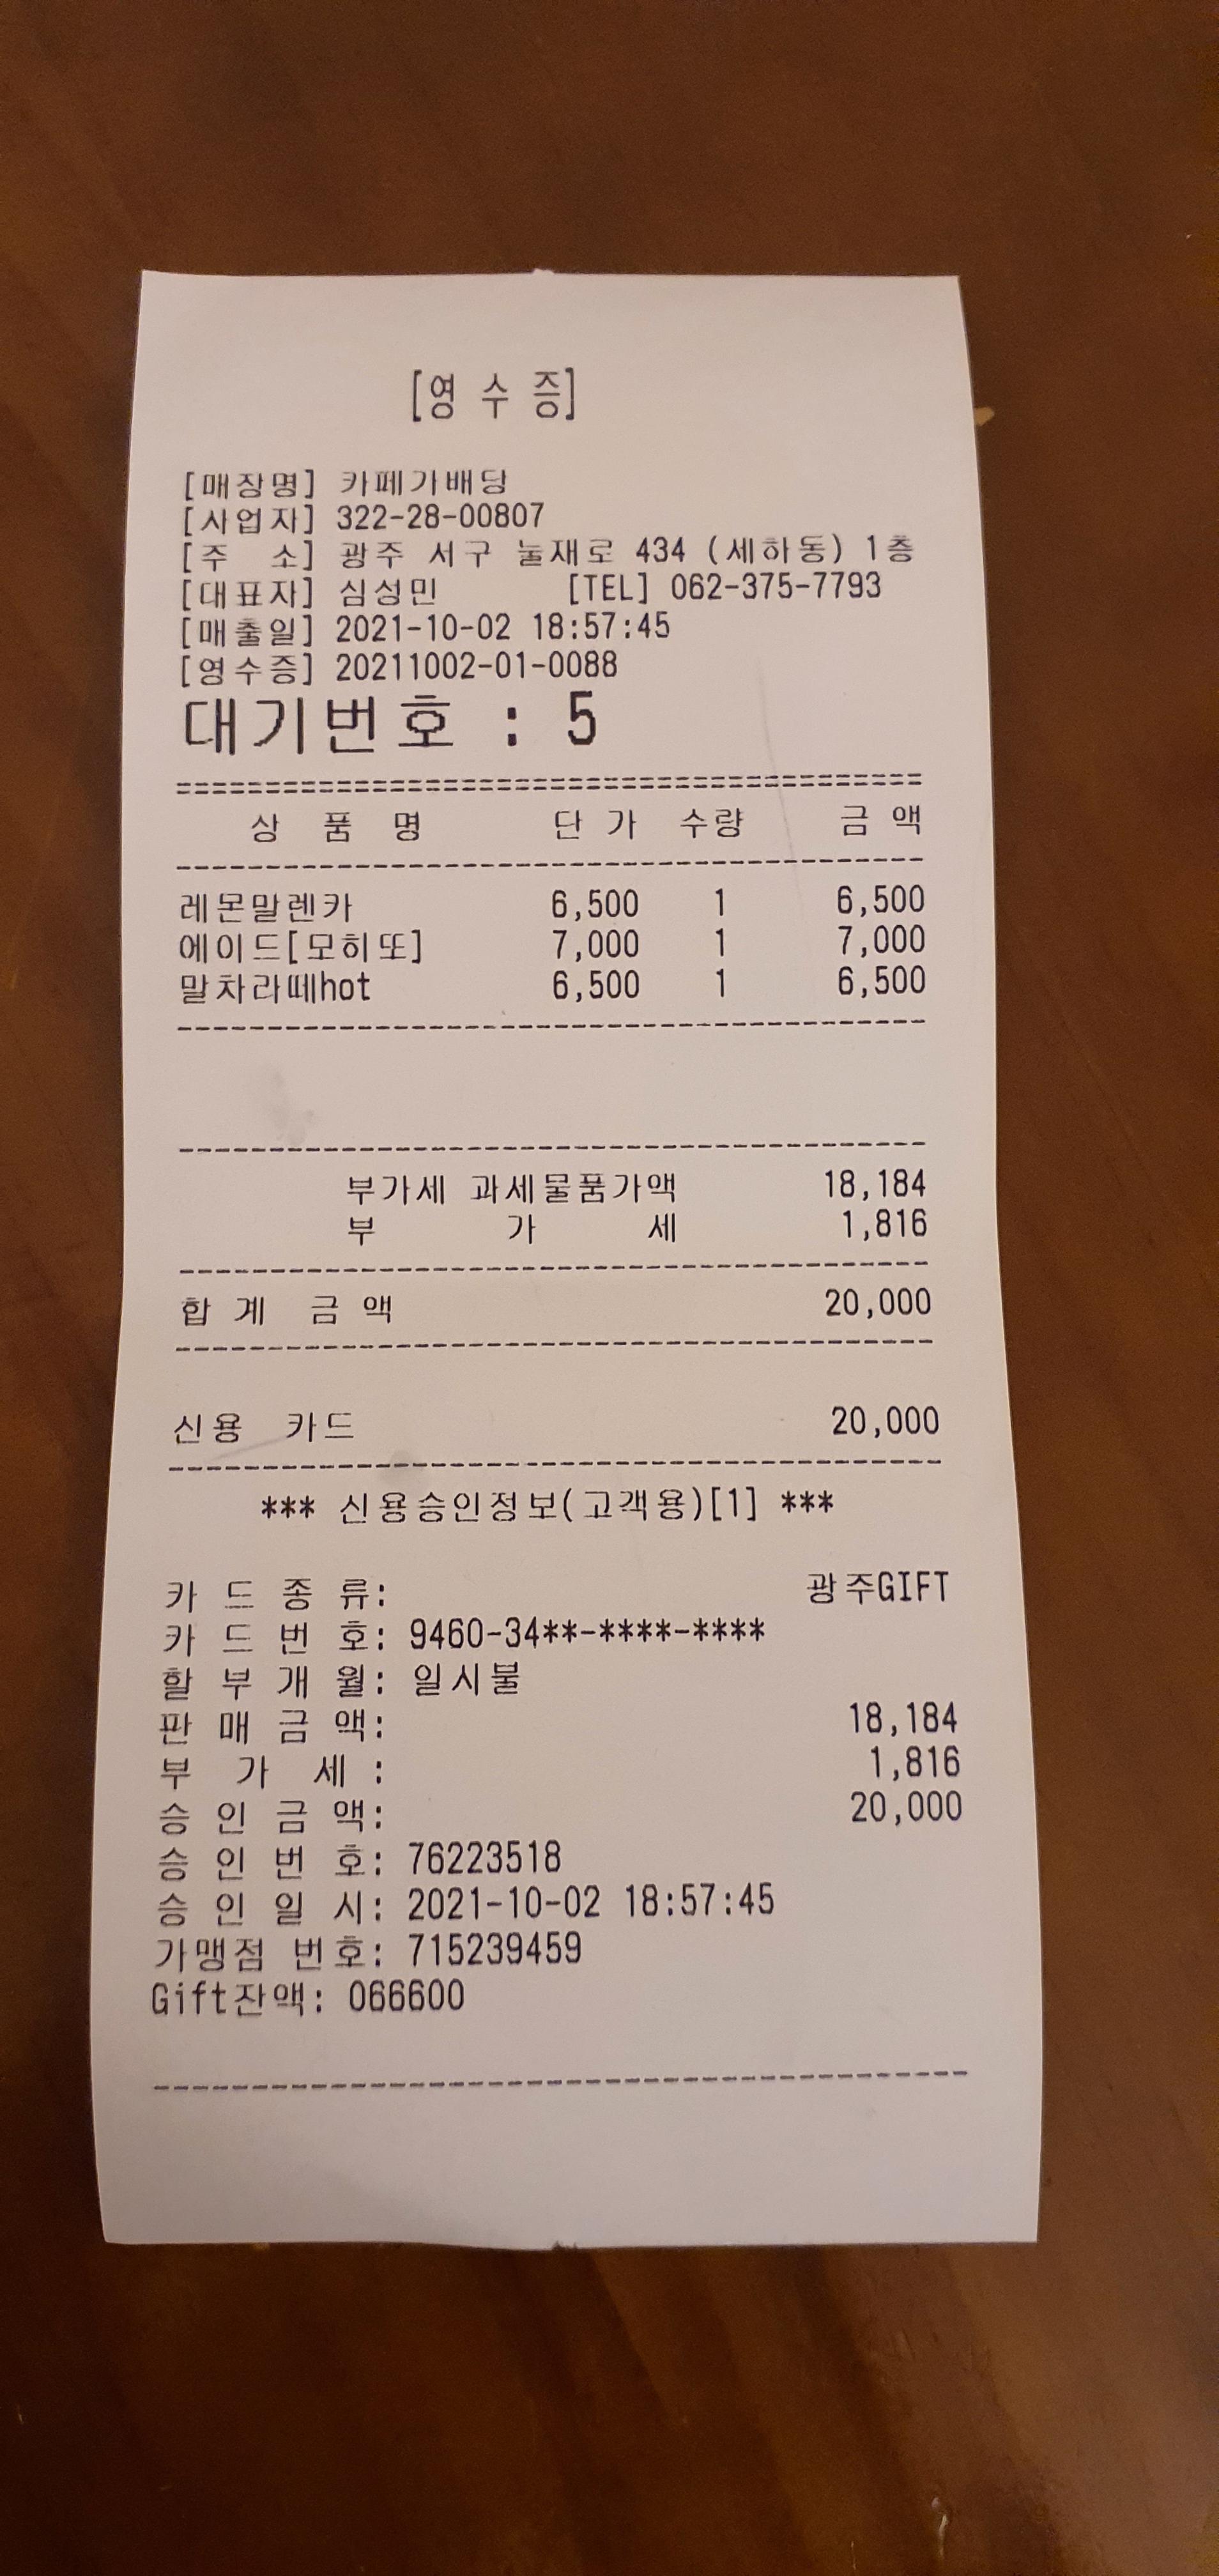 [영 수 증]
[매장명] 카페가배당
[사업자] 322-28-00807
[주 소] 광주 서구 눌재로 434 (세하동) 1층
[대표자] 심성민 [TEL] 062-375-7793
[매출일] 2021-10-02 18:57:45
[영수증] 20211002-01-0088
대기번호 : 5
========================================
상 품 명 단 가 수량 금 액
레몬말렌카 6,500 1 6,500
에이드[모히또] 7,000 1 7,000
말차라떼hot 6,500 1 6,500
부가세 과세물품가액 18,184
부 가 세 1,816
합 계 금 액 20,000
신용 카드 20,000
*** 신용승인정보(고객용)[1] ***
카 드 종 류: 광주GIFT
카 드 번 호: 9460-34**-****-****
할 부 개 월: 일시불
판 매 금 액: 18,184
부 가 세 : 1,816
승 인 금 액: 20,000
승 인 번 호: 76223518
승 인 일 시: 2021-10-02 18:57:45
가맹점 번호: 715239459
Gift잔액: 066600